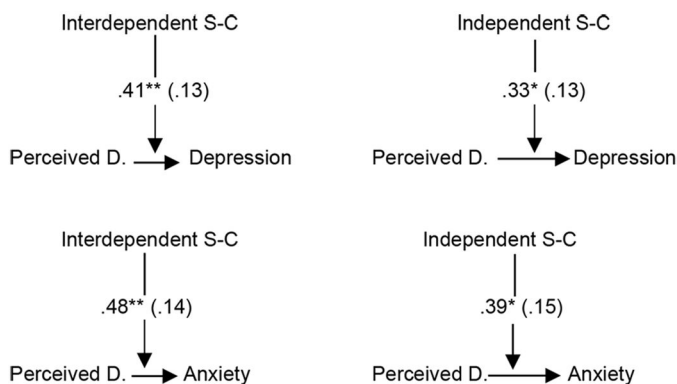 Interdependent S-C
.41** (.13)
Perceived D. Depression
Independent S-C
.33* (.13)
Perceived D. Depression
Interdependent S-C
.48** (.14)
Perceived D. Anxiety
Independent S-C
.39* (.15)
Perceived D. Anxiety